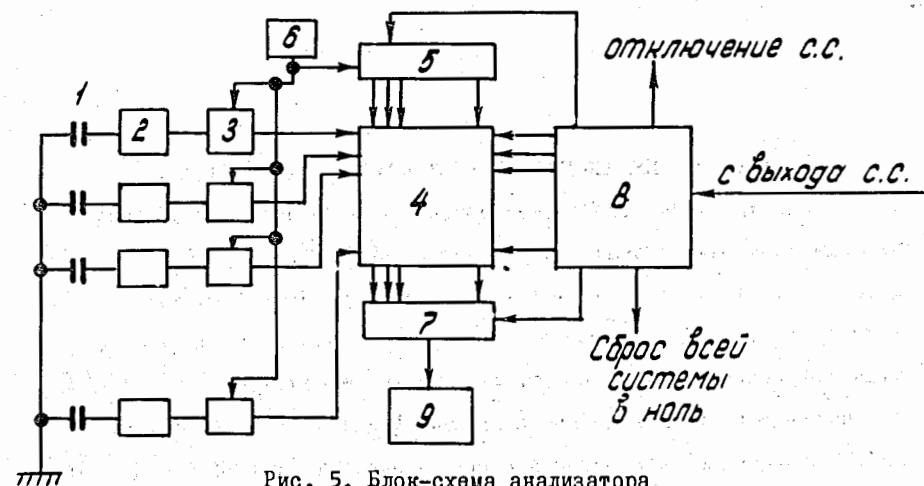 6
5
отключение с.с.
1
2
3
4
8
с выхода с.с.
7
Сброс всей
системы
в ноль
9
Рис. 5. Блок-схема анализатора.